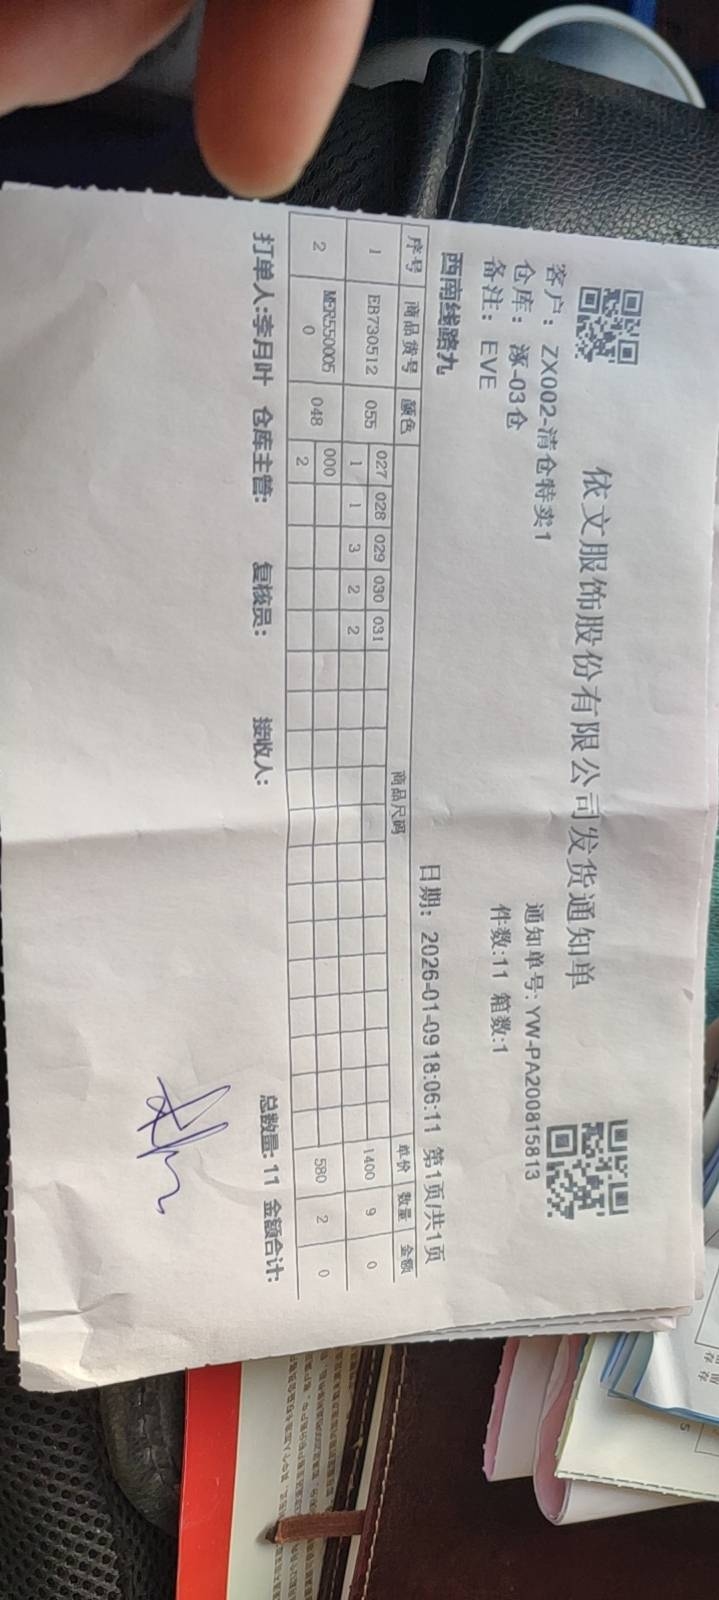 依文服饰股份有限公司发货通知单
客户：ZX002-清仓特卖1
通知单号：YW-PA200815813
仓库：涿-03仓
件数:11 箱数:1
备注：EVE
西南线路九
日期：2026-01-09 18:06:11 第1页/共1页
序号 商品货号 颜色 商品尺码 单价 数量 金额
027 028 029 030 031
1 EB730512 055 1 1 3 2 2 1400 9 0
000
2 MER550005 048 2 580 2 0
0
打单人:李月叶 仓库主管: 复核员: 接收人: 总数量: 11 金额合计: